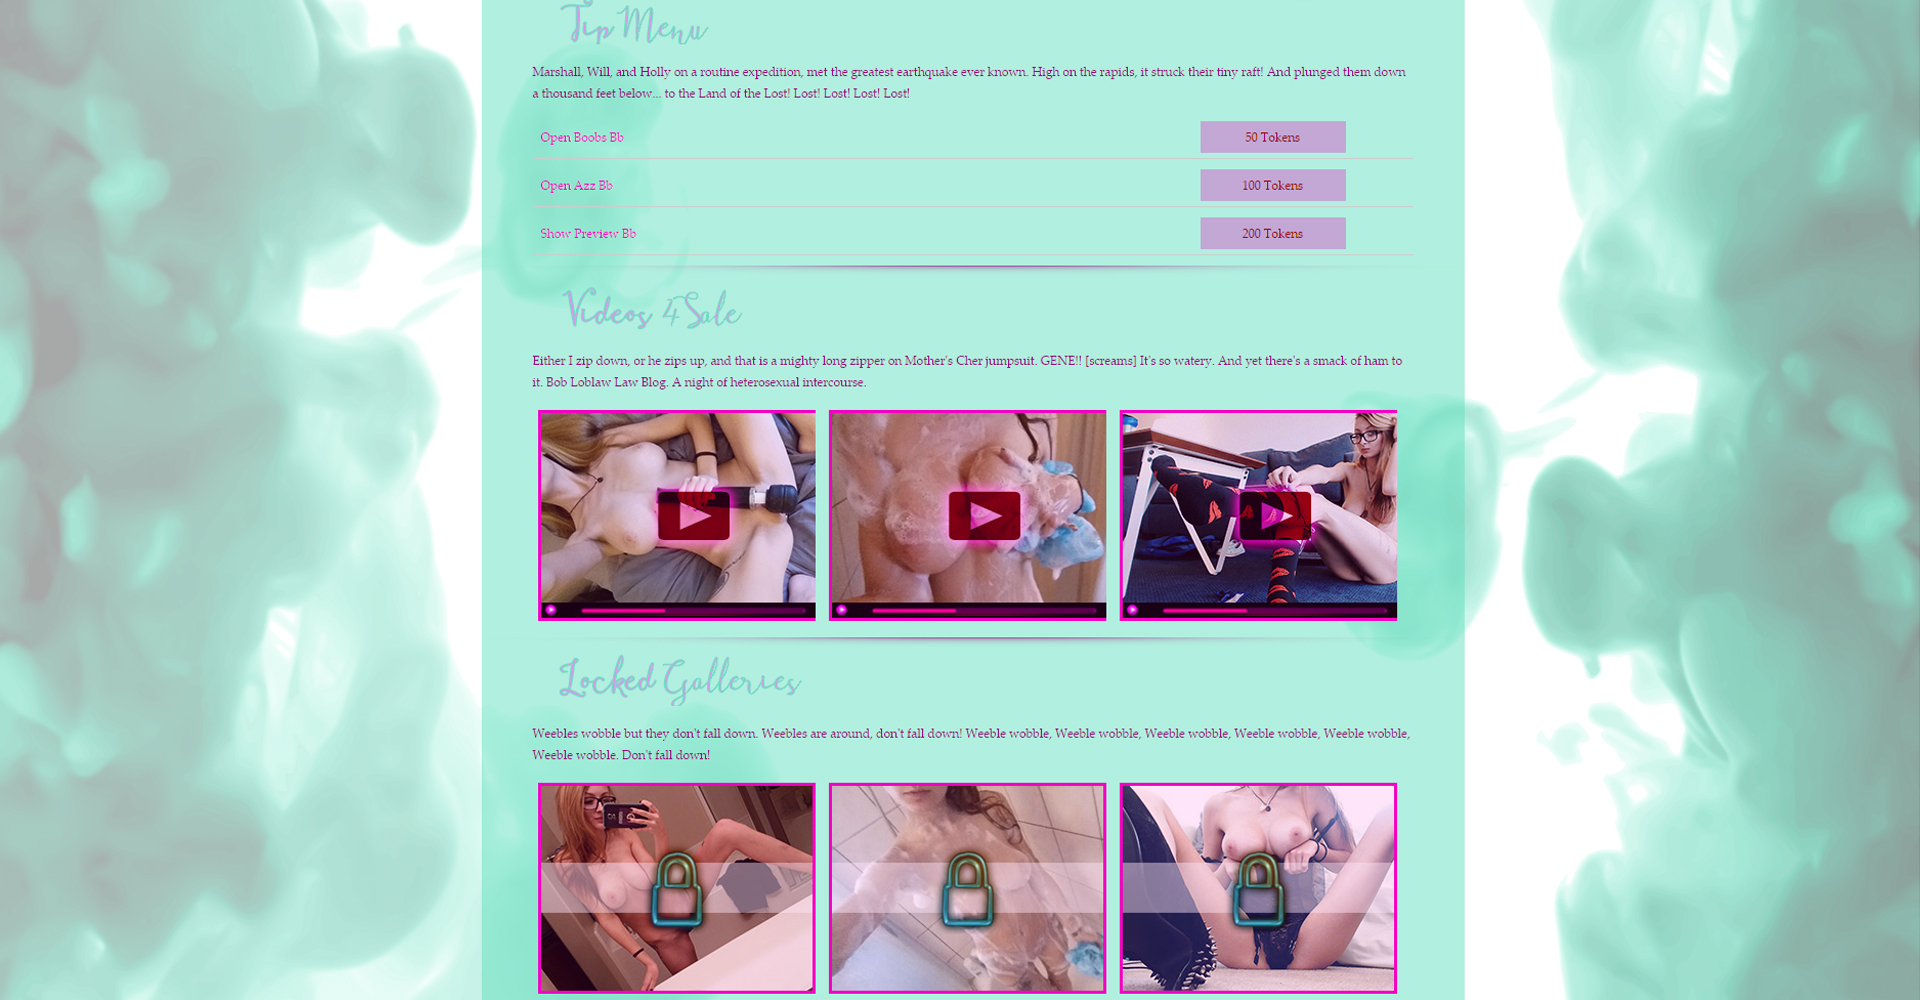 Tip Menu
Marshall, Will, and Holly on a routine expedition, met the greatest earthquake ever known. High on the rapids, it struck their tiny raft! And plunged them down
a thousand feet below... to the Land of the Lost! Lost! Lost! Lost! Lost!
Open Boobs Bb
50 Tokens
Open Azz Bb
100 Tokens
Show Preview Bb
200 Tokens
Videos 4 Sale
Either I zip down, or he zips up, and that is a mighty long zipper on Mother's Cher jumpsuit. GENE!! [screams] It's so watery. And yet there's a smack of ham to
it. Bob Loblaw Law Blog. A night of heterosexual intercourse.
Locked Galleries
Weebles wobble but they don't fall down. Weebles are around, don't fall down! Weeble wobble, Weeble wobble, Weeble wobble, Weeble wobble, Weeble wobble,
Weeble wobble. Don't fall down!